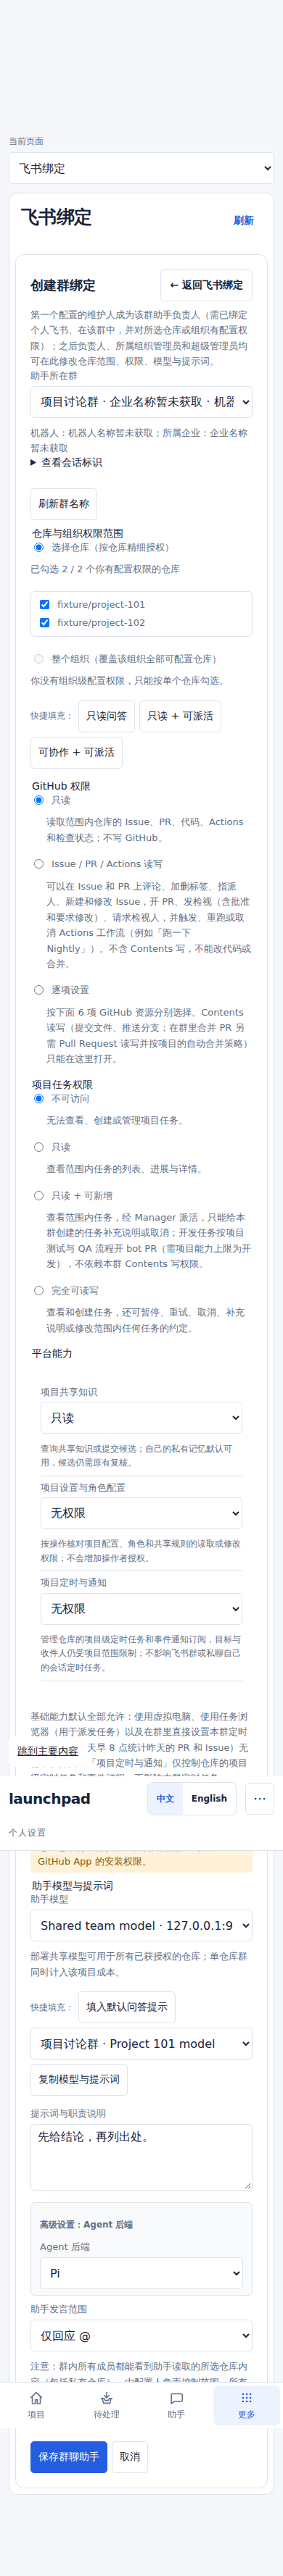 当前页面
飞书绑定
飞书绑定
刷新
创建群绑定
← 返回飞书绑定
第一个配置的维护人成为该群助手负责人（需已绑定
个人飞书、在该群中，并对所选仓库或组织有配置权
限）；之后负责人、所属组织管理员和超级管理员均
可在此修改仓库范围、权限、模型与提示词。
助手所在群
项目讨论群 · 企业名称暂未获取 · 机器
机器人：机器人名称暂未获取；所属企业：企业名称
暂未获取
▶ 查看会话标识
刷新群名称
仓库与组织权限范围
选择仓库（按仓库精细授权）
已勾选 2 / 2 个你有配置权限的仓库
fixture/project-101
fixture/project-102
整个组织（覆盖该组织全部可配置仓库）
你没有组织级配置权限，只能按单个仓库勾选。
快捷填充：
只读问答
只读 + 可派活
可协作 + 可派活
GitHub 权限
只读
读取范围内仓库的 Issue、PR、代码、Actions
和检查状态；不写 GitHub。
Issue / PR / Actions 读写
可以在 Issue 和 PR 上评论、加删标签、指派
人、新建和修改 Issue，开 PR、发检视（含批准
和要求修改）、请求检视人，并触发、重跑或取
消 Actions 工作流（例如「跑一下
Nightly」）。不含 Contents 写，不能改代码或
合并。
逐项设置
按下面 6 项 GitHub 资源分别选择。Contents
读写（提交文件、推送分支；在群里合并 PR 另
需 Pull Request 读写并按项目的自动合并策略）
只能在这里打开。
项目任务权限
不可访问
无法查看、创建或管理项目任务。
只读
查看范围内任务的列表、进展与详情。
只读 + 可新增
查看范围内任务，经 Manager 派活，只能给本
群创建的任务补充说明或取消；开发任务按项目
测试与 QA 流程开 bot PR（需项目能力上限为开
发），不依赖本群 Contents 写权限。
完全可读写
查看和创建任务，还可暂停、重试、取消、补充
说明或修改范围内任何任务的约定。
平台能力
项目共享知识
只读
查询共享知识或提交候选；自己的私有记忆默认可
用，候选仍需原有复核。
项目设置与角色配置
无权限
按操作核对项目配置、角色和共享规则的读取或修改
权限；不会增加操作者授权。
项目定时与通知
无权限
管理仓库的项目级定时任务和事件通知订阅，目标与
收件人仍受项目范围限制；不影响飞书群或私聊自己
的会话定时任务。
基础能力默认全部允许：使用虚拟电脑、使用任务浏
览器（用于派发任务）以及在群里直接设置本群定时
跳到主要内容
天早 8 点统计昨天的 PR 和 Issue）无
「项目定时与通知」仅控制仓库的项目
launchpad
中文
English
···
个人设置
GitHub App 的安装权限。
助手模型与提示词
助手模型
Shared team model · 127.0.0.1:9
部署共享模型可用于所有已获授权的仓库；单仓库群
同时计入该项目成本。
快捷填充：
填入默认问答提示
项目讨论群 · Project 101 model
复制模型与提示词
提示词与职责说明
先给结论，再列出处。
高级设置：Agent 后端
Agent 后端
Pi
助手发言范围
仅回应 @
注意：群内所有成员都能看到助手读取的所选仓库内
项目
待处理
助手
更多
保存群聊助手
取消